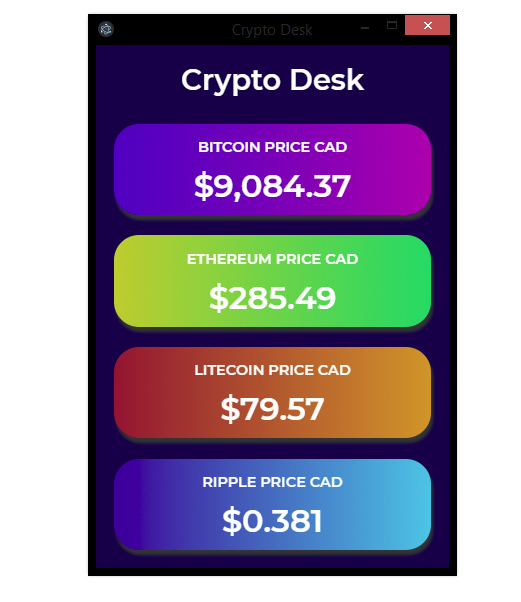 Crypto Desk
Crypto Desk
BITCOIN PRICE CAD
$9,084.37
ETHEREUM PRICE CAD
$285.49
LITECOIN PRICE CAD
$79.57
RIPPLE PRICE CAD
$0.381